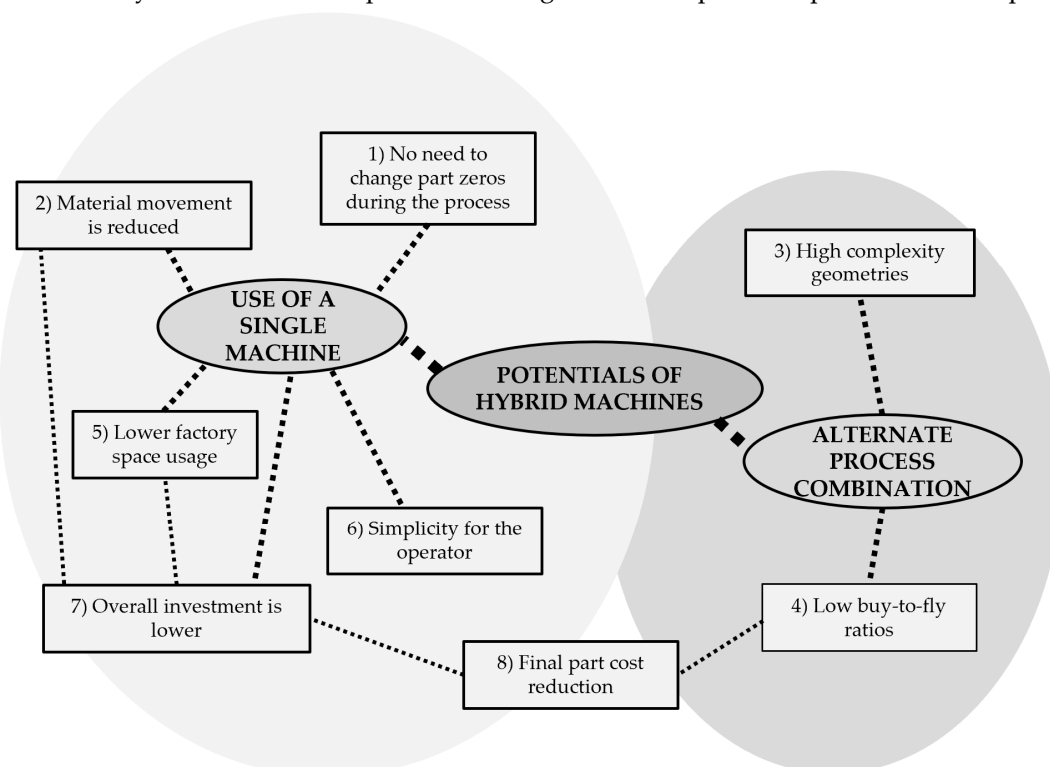 1) No need to
change part zeros
during the process
2) Material movement
is reduced
3) High complexity
geometries
USE OF A
SINGLE
MACHINE
POTENTIALS OF
HYBRID MACHINES
5) Lower factory
space usage
ALTERNATE
PROCESS
COMBINATION
6) Simplicity for the
operator
7) Overall investment is
lower
4) Low buy-to-fly
ratios
8) Final part cost
reduction